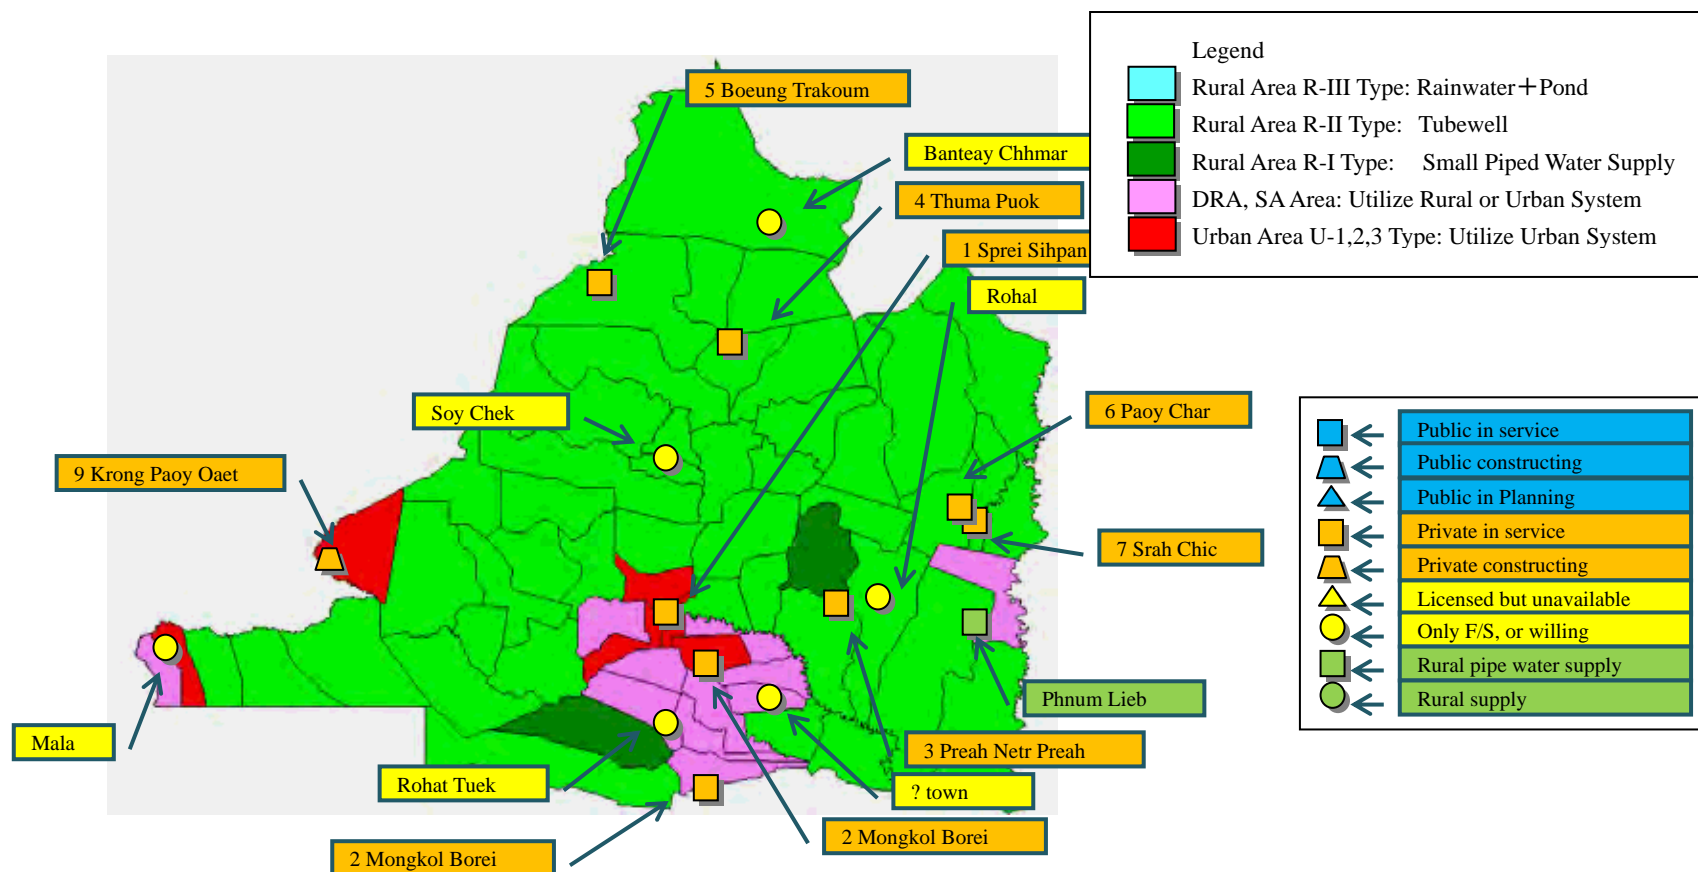 Legend
Rural Area R-III Type: Rainwater＋Pond
Rural Area R-II Type: Tubewell
Rural Area R-I Type: Small Piped Water Supply
DRA, SA Area: Utilize Rural or Urban System
Urban Area U-1,2,3 Type: Utilize Urban System
5 Boeung Trakoum
Banteay Chhmar
4 Thuma Puok
1 Sprei Sihpan
Rohal
Soy Chek
6 Paoy Char
9 Krong Paoy Oaet
7 Srah Chic
Phnum Lieb
Mala
3 Preah Netr Preah
Rohat Tuek
? town
2 Mongkol Borei
2 Mongkol Borei
Public in service
Public constructing
Public in Planning
Private in service
Private constructing
Licensed but unavailable
Only F/S, or willing
Rural pipe water supply
Rural supply